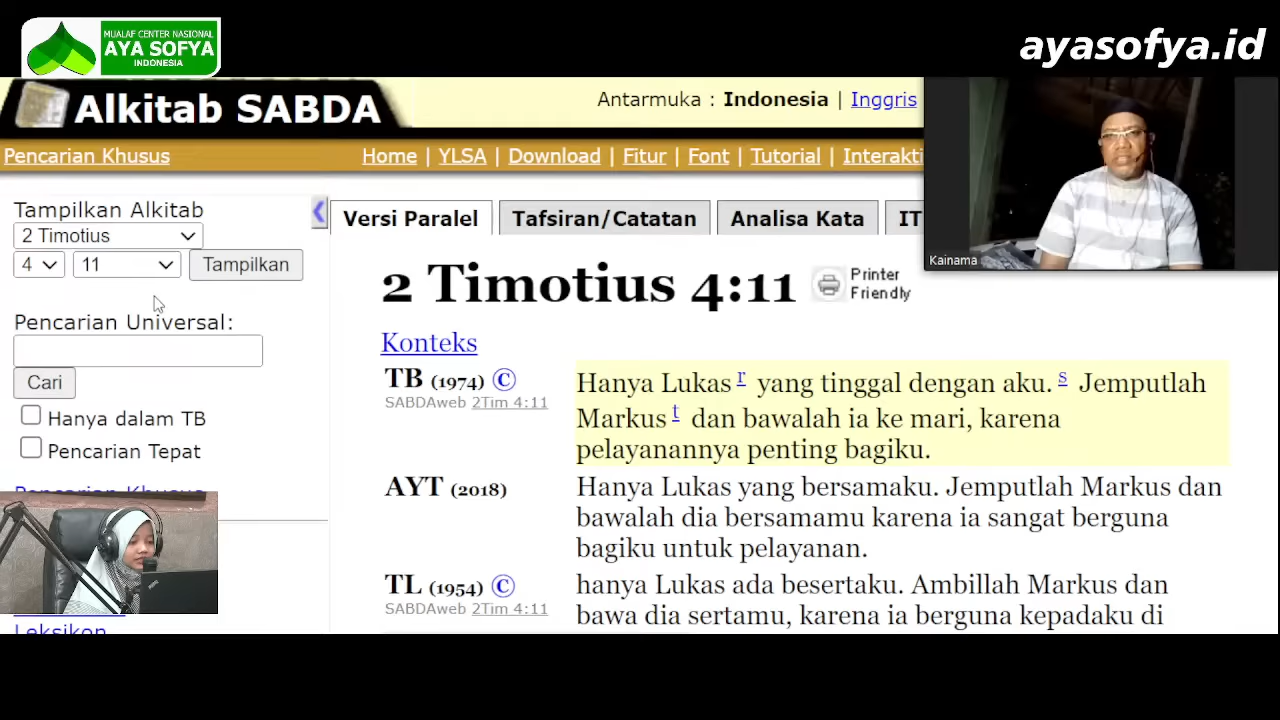 MUALAF CENTER NASIONAL
AYA SOFYA
INDONESIA
ayasofya.id
Alkitab SABDA
Antarmuka : Indonesia | Inggris
Pencarian Khusus
Home | YLSA | Download | Fitur | Font | Tutorial | Interakti
Kainama
Tampilkan Alkitab
2 Timotius
4 11 Tampilkan
Pencarian Universal:
Cari
Hanya dalam TB
Pencarian Tepat
Pencarian Khusus
Leksikon
Versi Paralel Tafsiran/Catatan Analisa Kata IT
2 Timotius 4:11
Printer
Friendly
Konteks
TB (1974) ©
SABDAweb 2Tim 4:11
Hanya Lukas r yang tinggal dengan aku. s Jemputlah
Markus t dan bawalah ia ke mari, karena
pelayanannya penting bagiku.
AYT (2018)
Hanya Lukas yang bersamaku. Jemputlah Markus dan
bawalah dia bersamamu karena ia sangat berguna
bagiku untuk pelayanan.
TL (1954) ©
SABDAweb 2Tim 4:11
hanya Lukas ada besertaku. Ambillah Markus dan
bawa dia sertamu, karena ia berguna kepadaku di